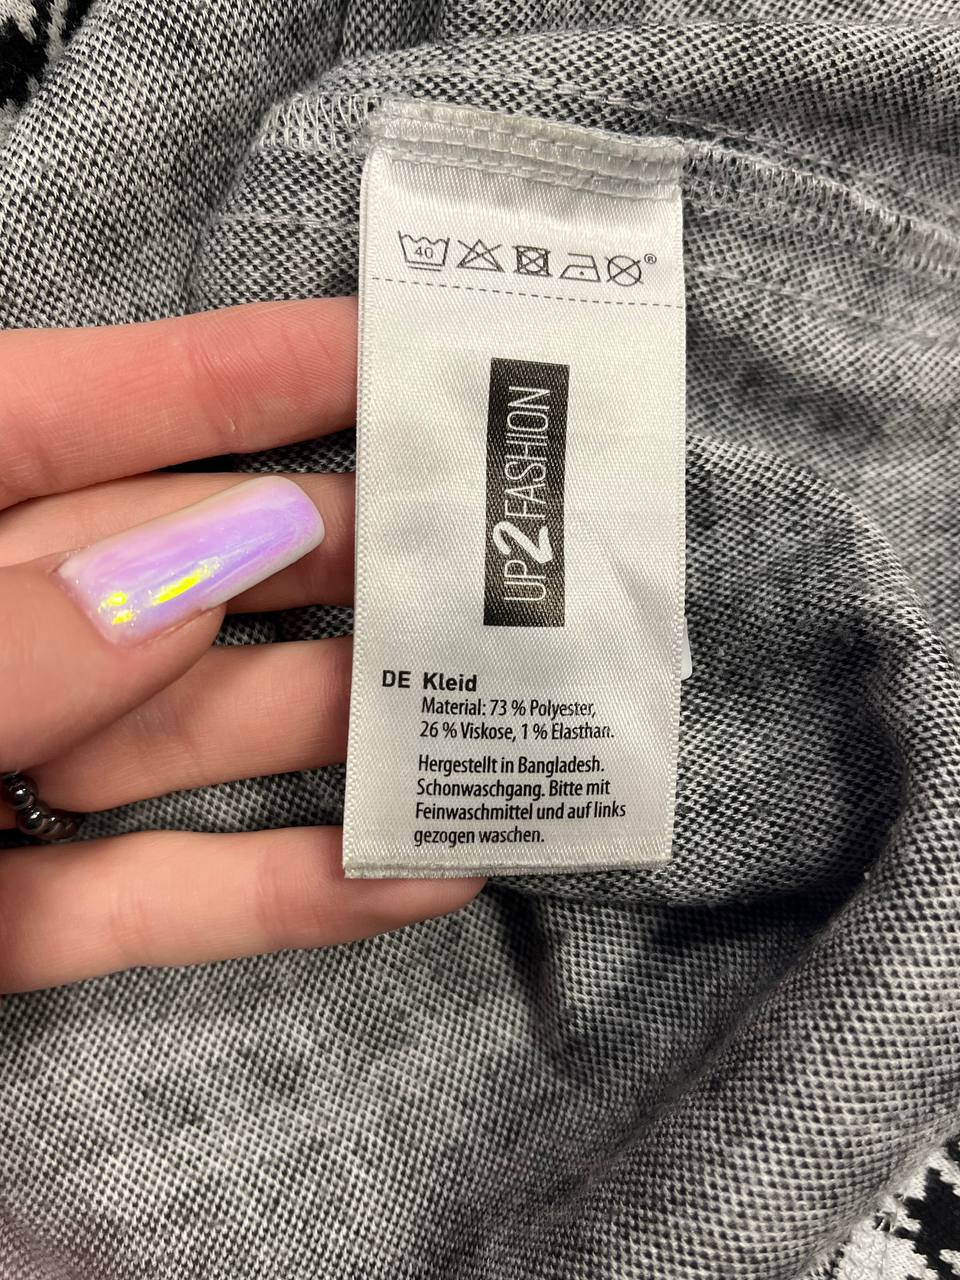 40
®
UP2FASHION
DE Kleid
Material: 73 % Polyester,
26 % Viskose, 1 % Elasthan.
Hergestellt in Bangladesh.
Schonwaschgang. Bitte mit
Feinwaschmittel und auf links
gezogen waschen.